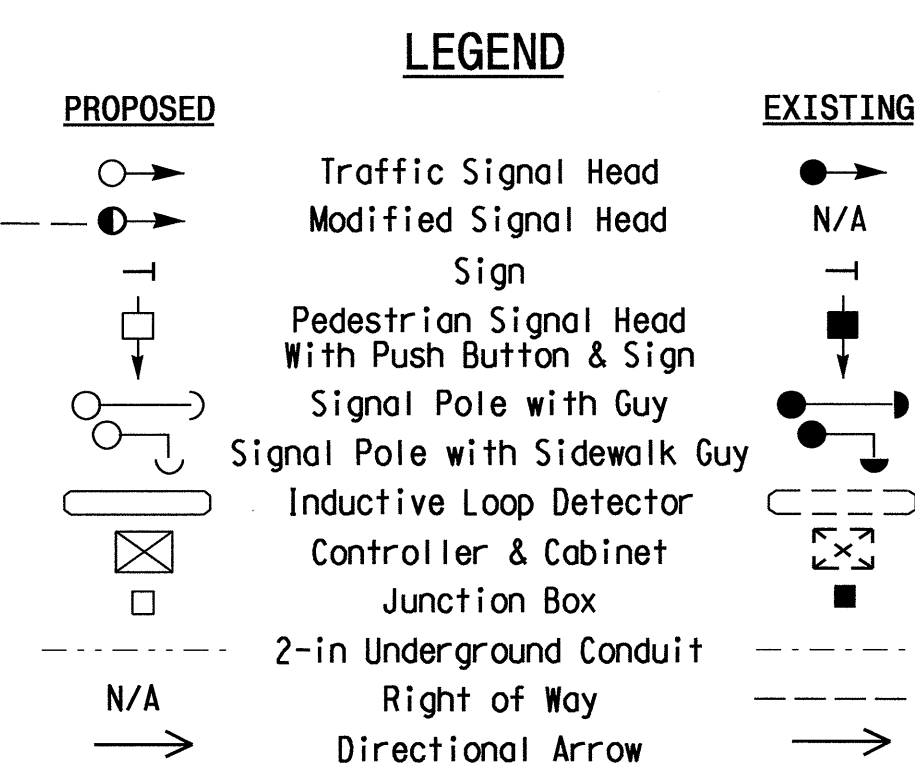 LEGEND
PROPOSED EXISTING
Traffic Signal Head
Modified Signal Head N/A
Sign
Pedestrian Signal Head
With Push Button & Sign
Signal Pole with Guy
Signal Pole with Sidewalk Guy
Inductive Loop Detector
Controller & Cabinet
Junction Box
2-in Underground Conduit
N/A Right of Way
Directional Arrow